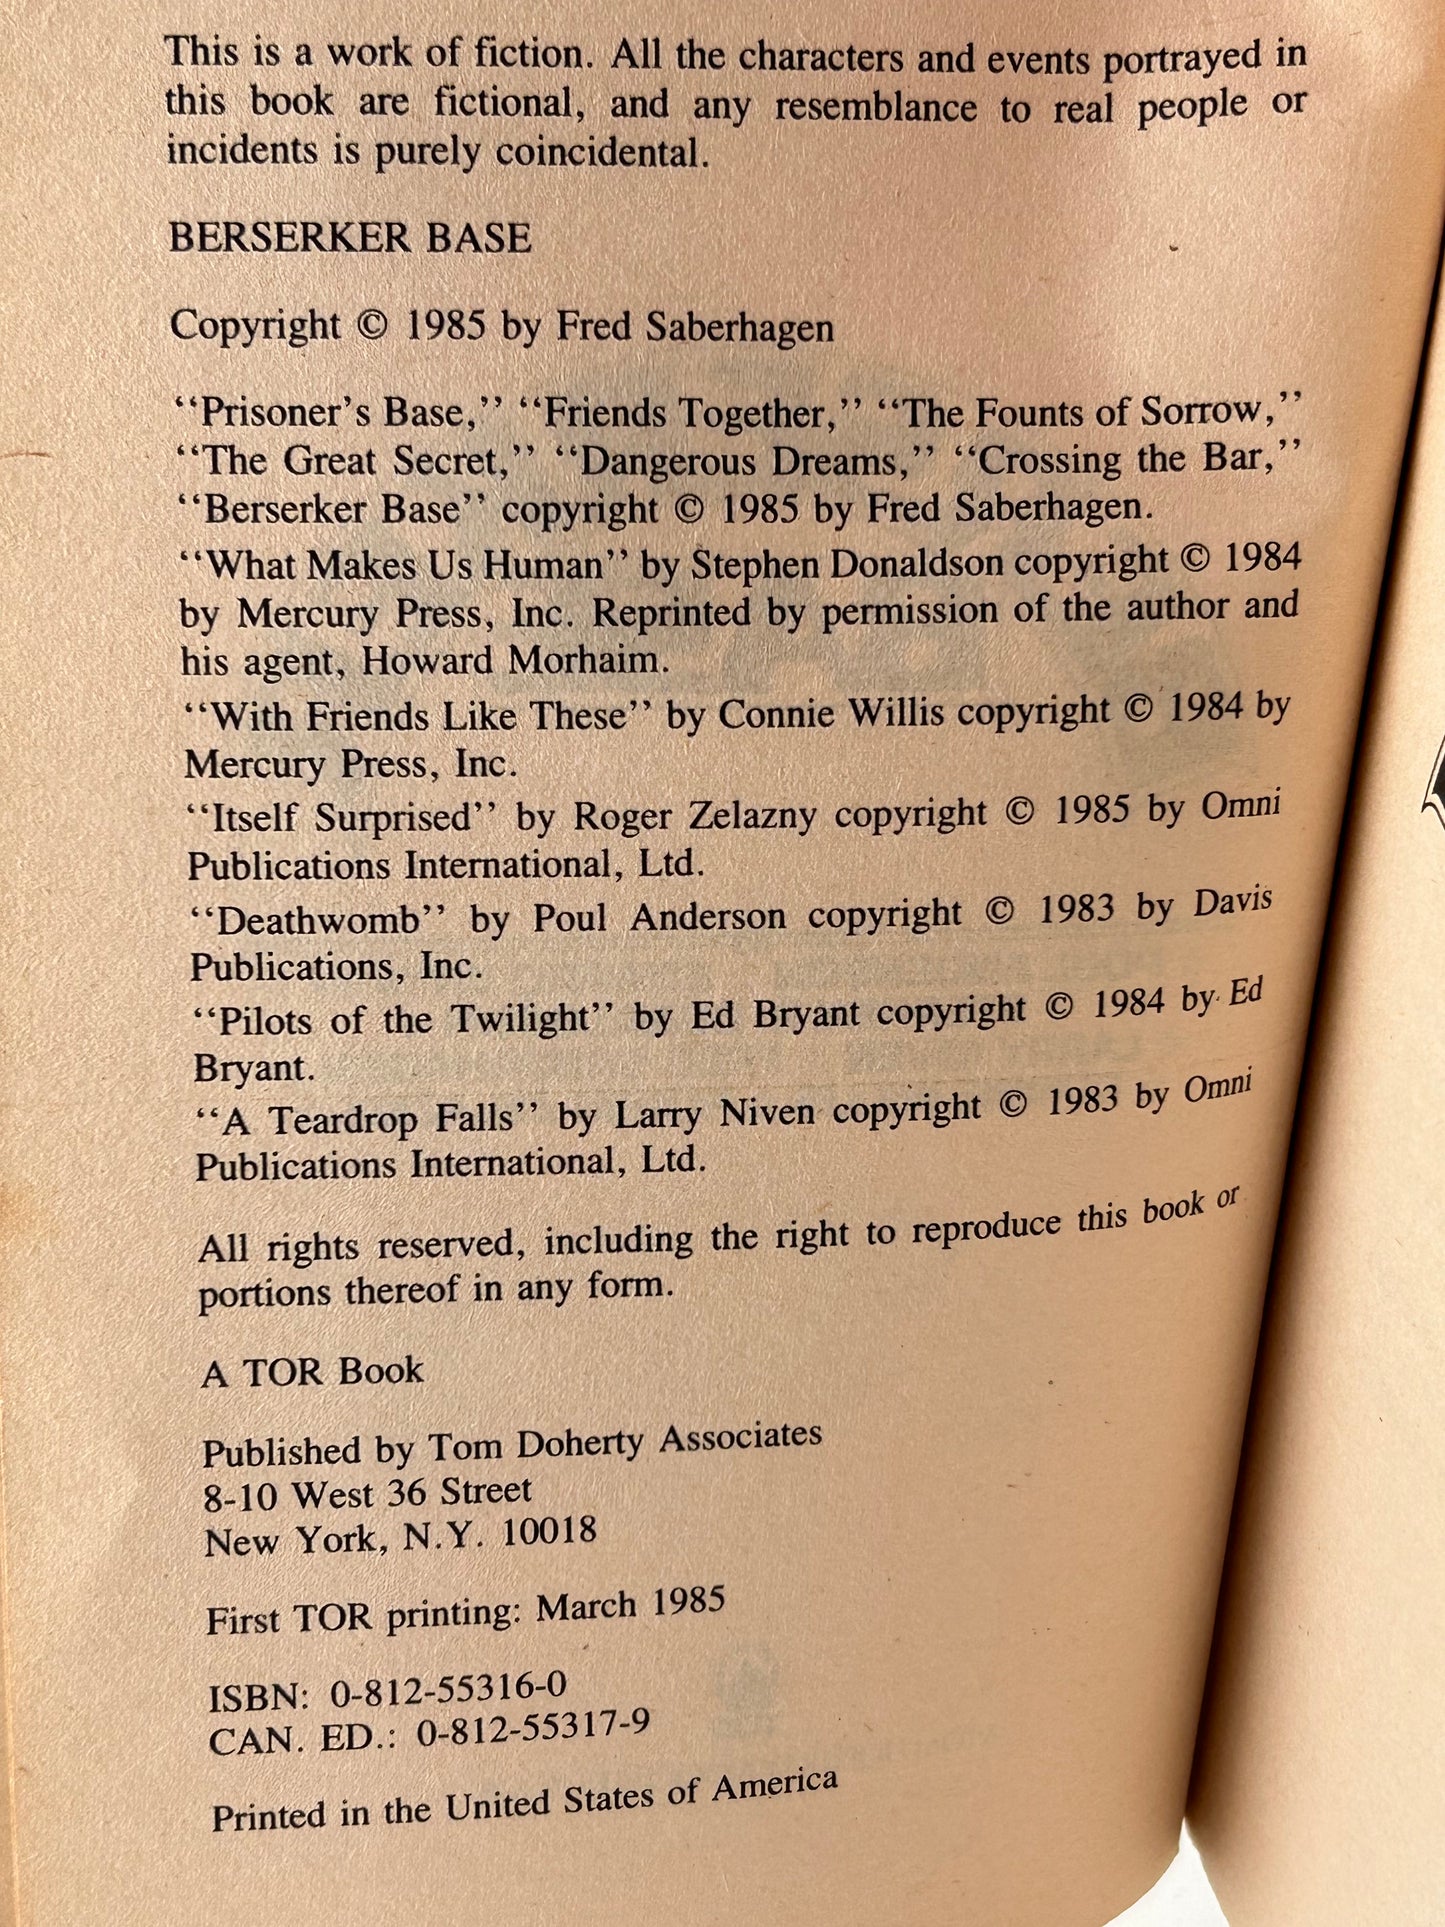 This is a work of fiction. All the characters and events portrayed in
this book are fictional, and any resemblance to real people or
incidents is purely coincidental.
BERSERKER BASE
Copyright © 1985 by Fred Saberhagen
‘‘Prisoner’s Base,’’ ‘‘Friends Together,’’ ‘‘The Founts of Sorrow,’’
‘‘The Great Secret,’’ ‘‘Dangerous Dreams,’’ ‘‘Crossing the Bar,’’
‘‘Berserker Base’’ copyright © 1985 by Fred Saberhagen.
‘‘What Makes Us Human’’ by Stephen Donaldson copyright © 1984
by Mercury Press, Inc. Reprinted by permission of the author and
his agent, Howard Morhaim.
‘‘With Friends Like These’’ by Connie Willis copyright © 1984 by
Mercury Press, Inc.
‘‘Itself Surprised’’ by Roger Zelazny copyright © 1985 by Omni
Publications International, Ltd.
‘‘Deathwomb’’ by Poul Anderson copyright © 1983 by Davis
Publications, Inc.
‘‘Pilots of the Twilight’’ by Ed Bryant copyright © 1984 by Ed
Bryant.
‘‘A Teardrop Falls’’ by Larry Niven copyright © 1983 by Omni
Publications International, Ltd.
All rights reserved, including the right to reproduce this book or
portions thereof in any form.
A TOR Book
Published by Tom Doherty Associates
8-10 West 36 Street
New York, N.Y. 10018
First TOR printing: March 1985
ISBN: 0-812-55316-0
CAN. ED.: 0-812-55317-9
Printed in the United States of America